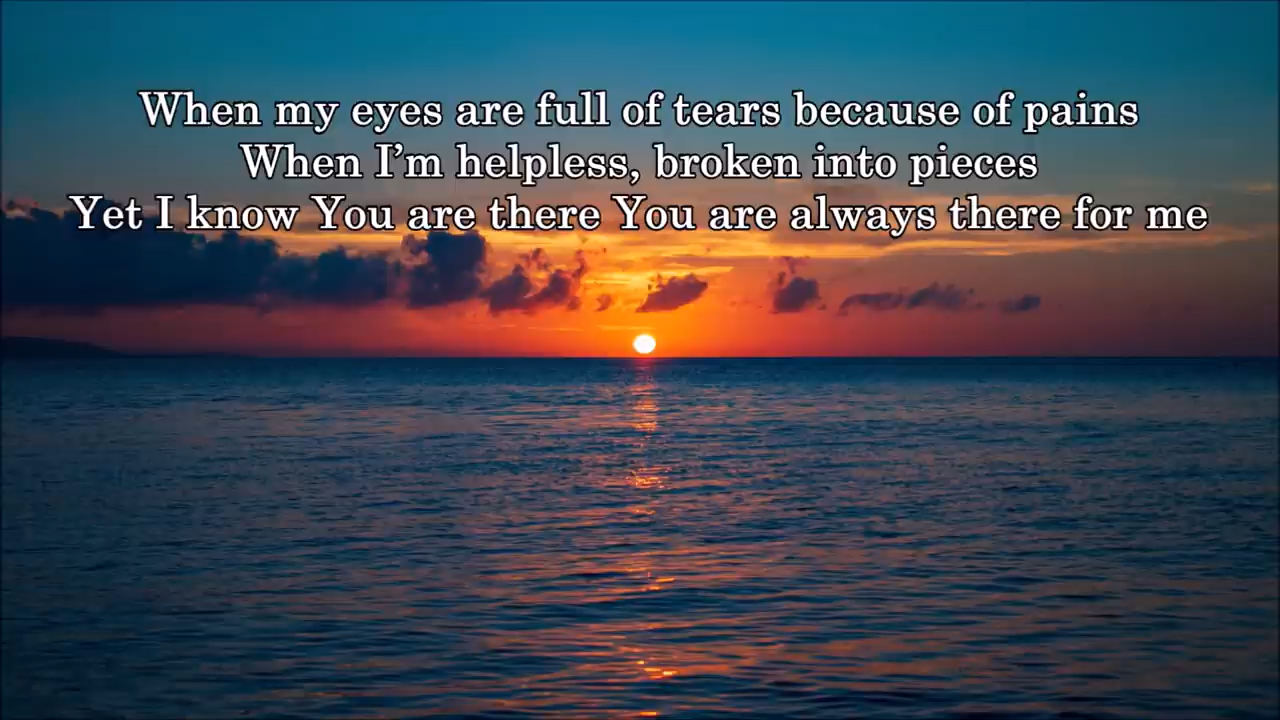 When my eyes are full of tears because of pains
When I’m helpless, broken into pieces
Yet I know You are there You are always there for me